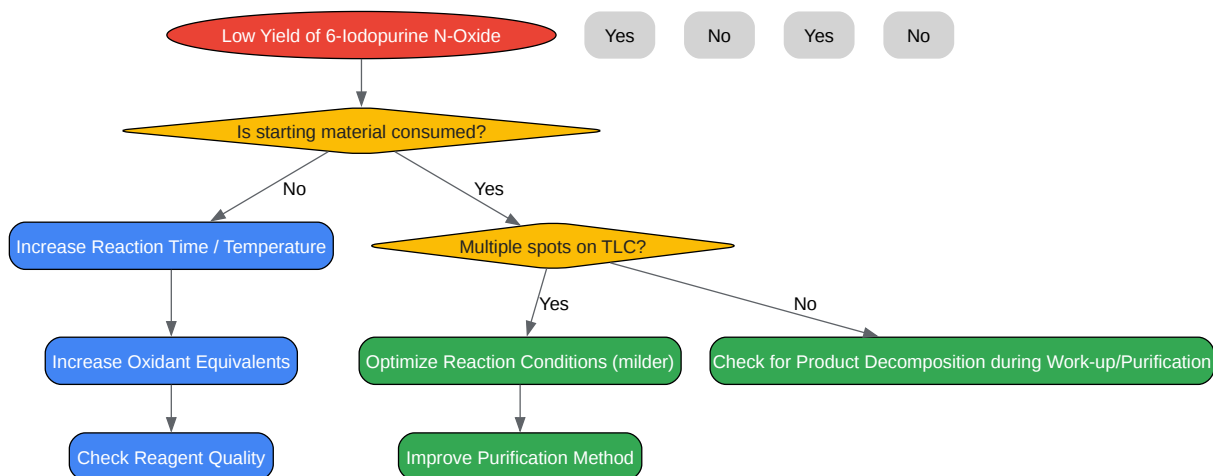 Low Yield of 6-Iodopurine N-Oxide
Yes
No
Yes
No
Is starting material consumed?
No
Yes
Increase Reaction Time / Temperature
Multiple spots on TLC?
Yes
No
Increase Oxidant Equivalents
Optimize Reaction Conditions (milder)
Check for Product Decomposition during Work-up/Purification
Check Reagent Quality
Improve Purification Method